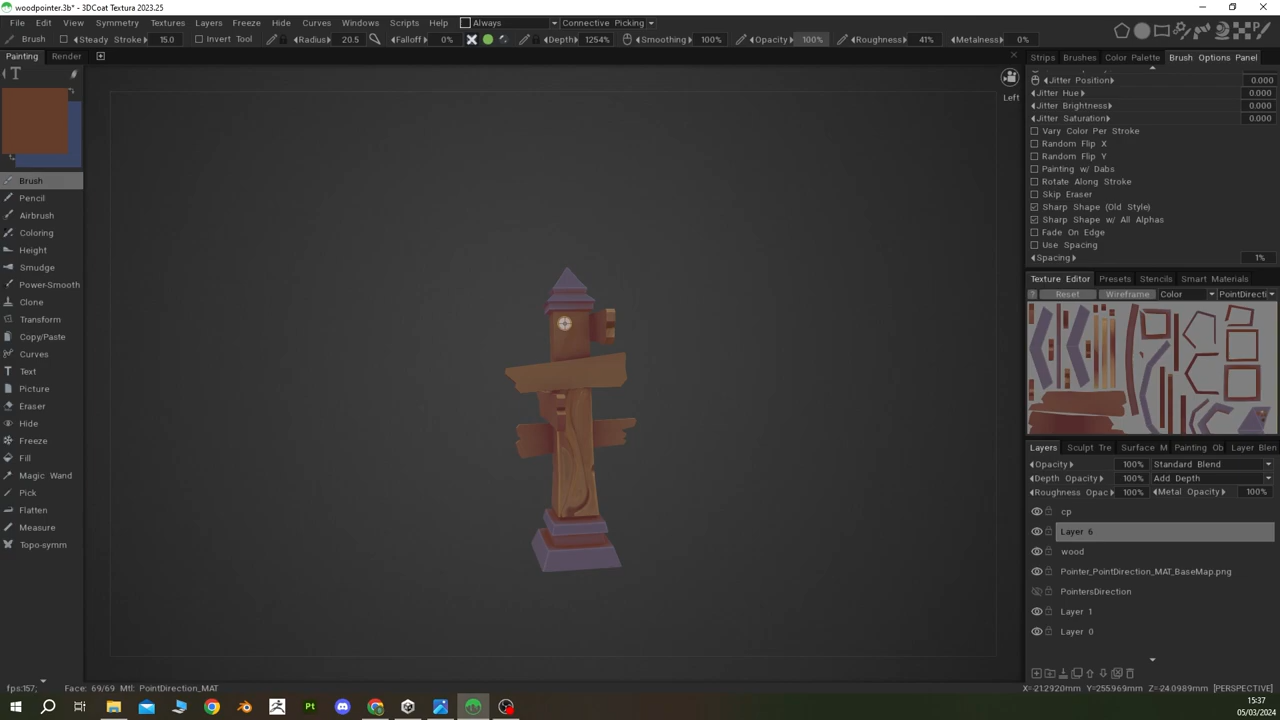 woodpointer.3b* - 3DCoat Textura 2023.25
File Edit View Symmetry Textures Layers Freeze Hide Curves Windows Scripts Help Always Connective Picking
Brush Steady Stroke 15.0 Invert Tool Radius 20.5 Falloff 0% Depth 1254% Smoothing 100% Opacity 100% Roughness 41% Metalness 0%
Painting Render
Strips Brushes Color Palette Brush Options Panel
Left
Brush
Pencil
Airbrush
Coloring
Height
Smudge
Power-Smooth
Clone
Transform
Copy/Paste
Curves
Text
Picture
Eraser
Hide
Freeze
Fill
Magic Wand
Pick
Flatten
Measure
Topo-symm
Jitter Position 0.000
Jitter Hue 0.000
Jitter Brightness 0.000
Jitter Saturation 0.000
Vary Color Per Stroke
Random Flip X
Random Flip Y
Painting w/ Dabs
Rotate Along Stroke
Skip Eraser
Sharp Shape (Old Style)
Sharp Shape w/ All Alphas
Fade On Edge
Use Spacing
Spacing 1%
Texture Editor Presets Stencils Smart Materials
? Reset Wireframe Color PointDirecti
Layers Sculpt Tre Surface M Painting Ob Layer Blen
Opacity 100% Standard Blend
Depth Opacity 100% Add Depth
Roughness Opac 100% Metal Opacity 100%
cp
Layer 6
wood
Pointer_PointDirection_MAT_BaseMap.png
PointersDirection
Layer 1
Layer 0
fps:157; Face: 69/69 Mtl: PointDirection_MAT
[PERSPECTIVE]
15:37
05/03/2024